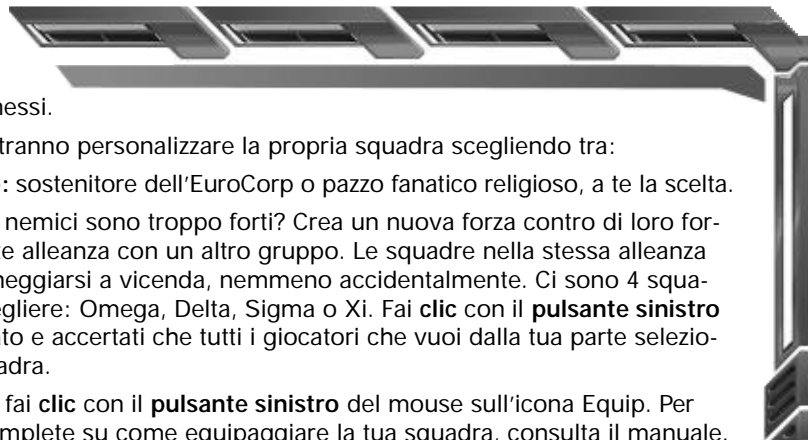 nessi.
tranno personalizzare la propria squadra scegliendo tra:
: sostenitore dell'EuroCorp o pazzo fanatico religioso, a te la scelta.
nemici sono troppo forti? Crea un nuova forza contro di loro for-
te alleanza con un altro gruppo. Le squadre nella stessa alleanza
neggiarsi a vicenda, nemmeno accidentalmente. Ci sono 4 squa-
egliere: Omega, Delta, Sigma o Xi. Fai clic con il pulsante sinistro
ato e accertati che tutti i giocatori che vuoi dalla tua parte selezio-
adra.
fai clic con il pulsante sinistro del mouse sull'icona Equip. Per
mplete su come equipaggiare la tua squadra, consulta il manuale.